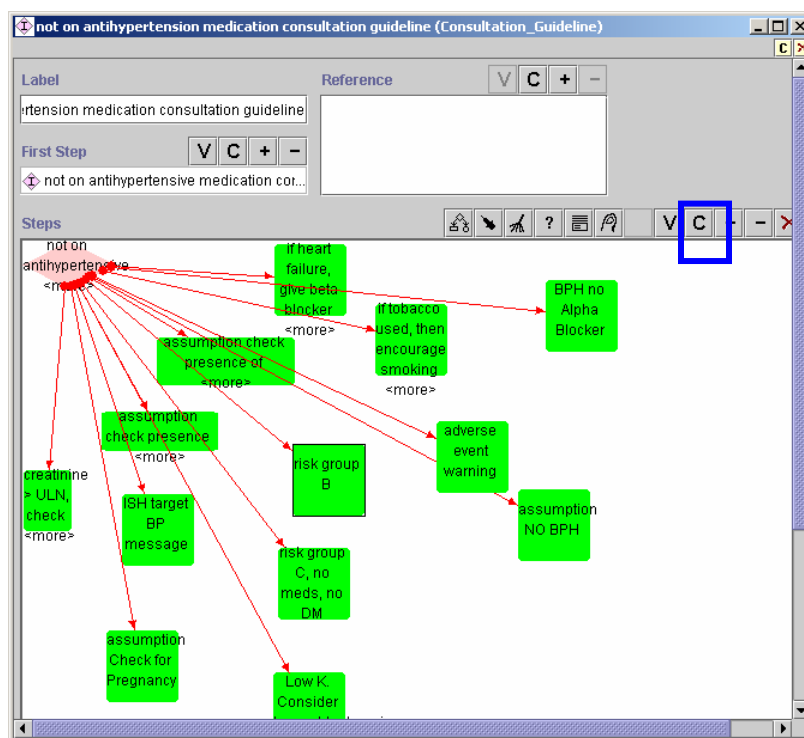 not on antihypertension medication consultation guideline (Consultation_Guideline)
C
Label
Reference
V C + −
rtension medication consultation guideline
First Step
V C + −
not on antihypertensive medication cor...
Steps
? V C + −
not on
antihypertensive
<more>
if heart
failure,
give beta
blocker
<more>
BPH no
Alpha
Blocker
if tobacco
used, then
encourage
smoking
<more>
assumption check
presence of
<more>
assumption
check presence
<more>
adverse
event
warning
risk group
B
creatinine
> ULN,
check
<more>
ISH target
BP
message
assumption
NO BPH
risk group
C, no
meds, no
DM
assumption
Check for
Pregnancy
Low K.
Consider